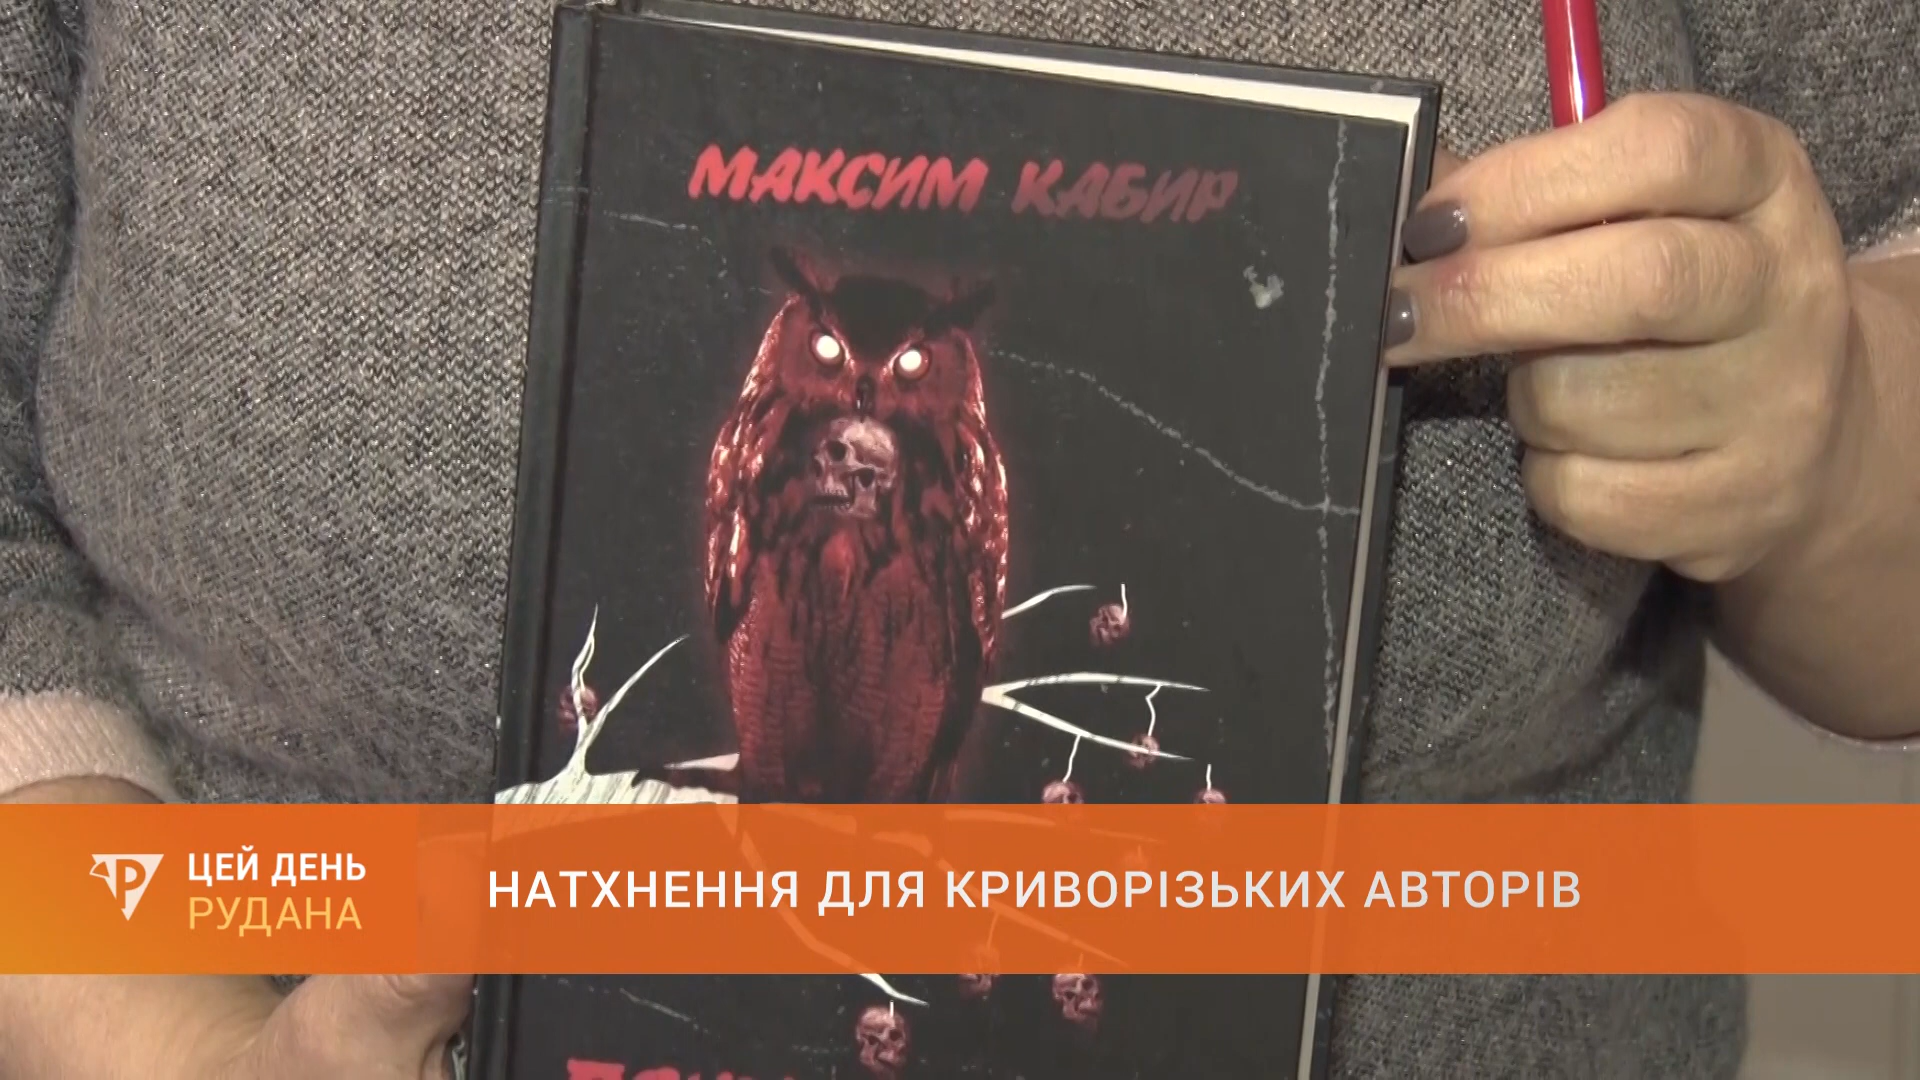 МАКСИМ КАБИР
ЦЕЙ ДЕНЬ
РУДАНА
НАТХНЕННЯ ДЛЯ КРИВОРІЗЬКИХ АВТОРІВ